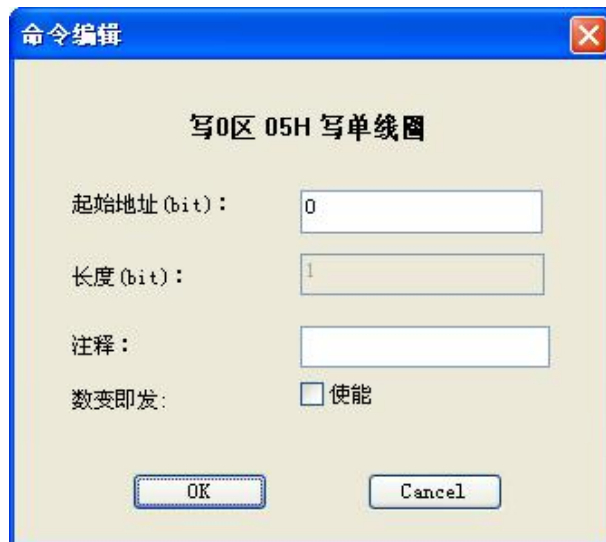 命令编辑
写0区 05H 写单线圈
起始地址(bit)：
0
长度(bit)：
1
注释：
数变即发:
使能
OK
Cancel